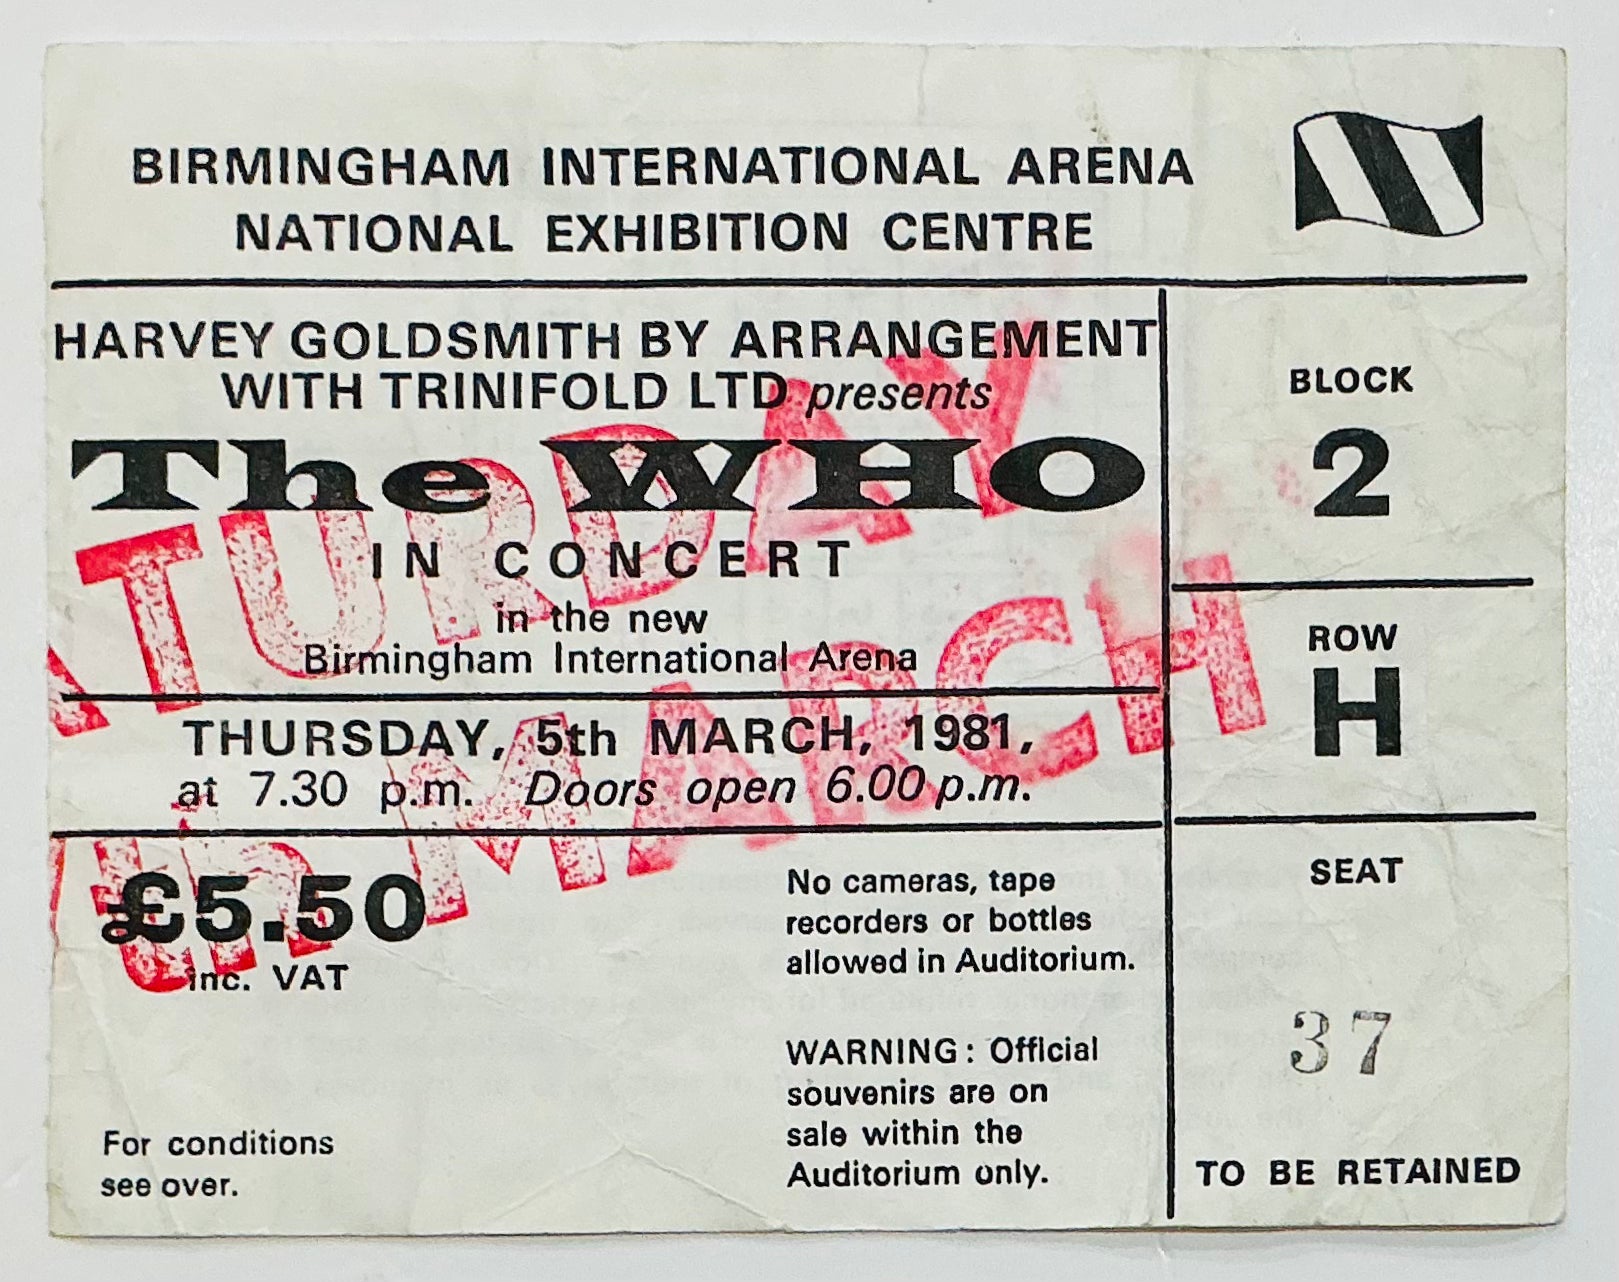 BIRMINGHAM INTERNATIONAL ARENA
NATIONAL EXHIBITION CENTRE
HARVEY GOLDSMITH BY ARRANGEMENT
WITH TRINIFOLD LTD presents
The WHO
IN CONCERT
in the new
Birmingham International Arena
THURSDAY, 5th MARCH, 1981,
at 7.30 p.m. Doors open 6.00 p.m.
£5.50
inc. VAT
For conditions
see over.
No cameras, tape
recorders or bottles
allowed in Auditorium.
WARNING: Official
souvenirs are on
sale within the
Auditorium only.
BLOCK
2
ROW
H
SEAT
37
TO BE RETAINED
ATURDAY
MARCH